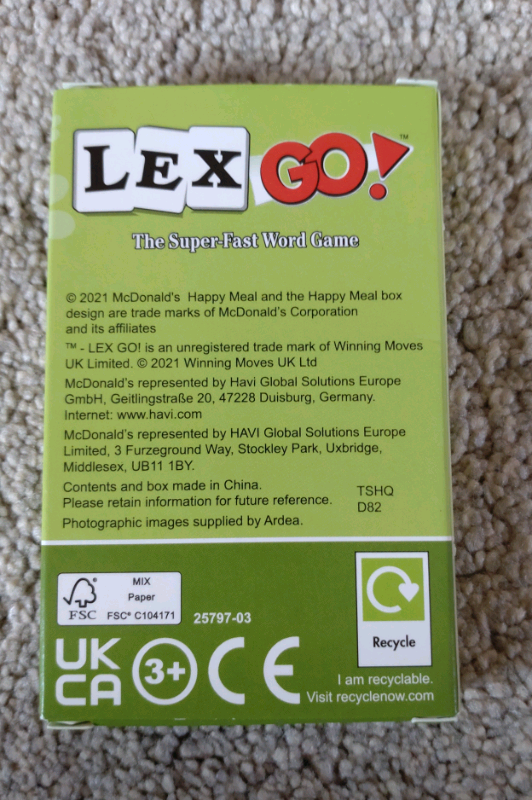 LEX GO!™
The Super-Fast Word Game
© 2021 McDonald's Happy Meal and the Happy Meal box
design are trade marks of McDonald's Corporation
and its affiliates
™ - LEX GO! is an unregistered trade mark of Winning Moves
UK Limited. © 2021 Winning Moves UK Ltd
McDonald's represented by Havi Global Solutions Europe
GmbH, Geitlingstraße 20, 47228 Duisburg, Germany.
Internet: www.havi.com
McDonald's represented by HAVI Global Solutions Europe
Limited, 3 Furzeground Way, Stockley Park, Uxbridge,
Middlesex, UB11 1BY.
Contents and box made in China.
Please retain information for future reference.
Photographic images supplied by Ardea.
TSHQ
D82
FSC
MIX
Paper
FSC® C104171
25797-03
UK
CA
3+
CE
Recycle
I am recyclable.
Visit recyclenow.com